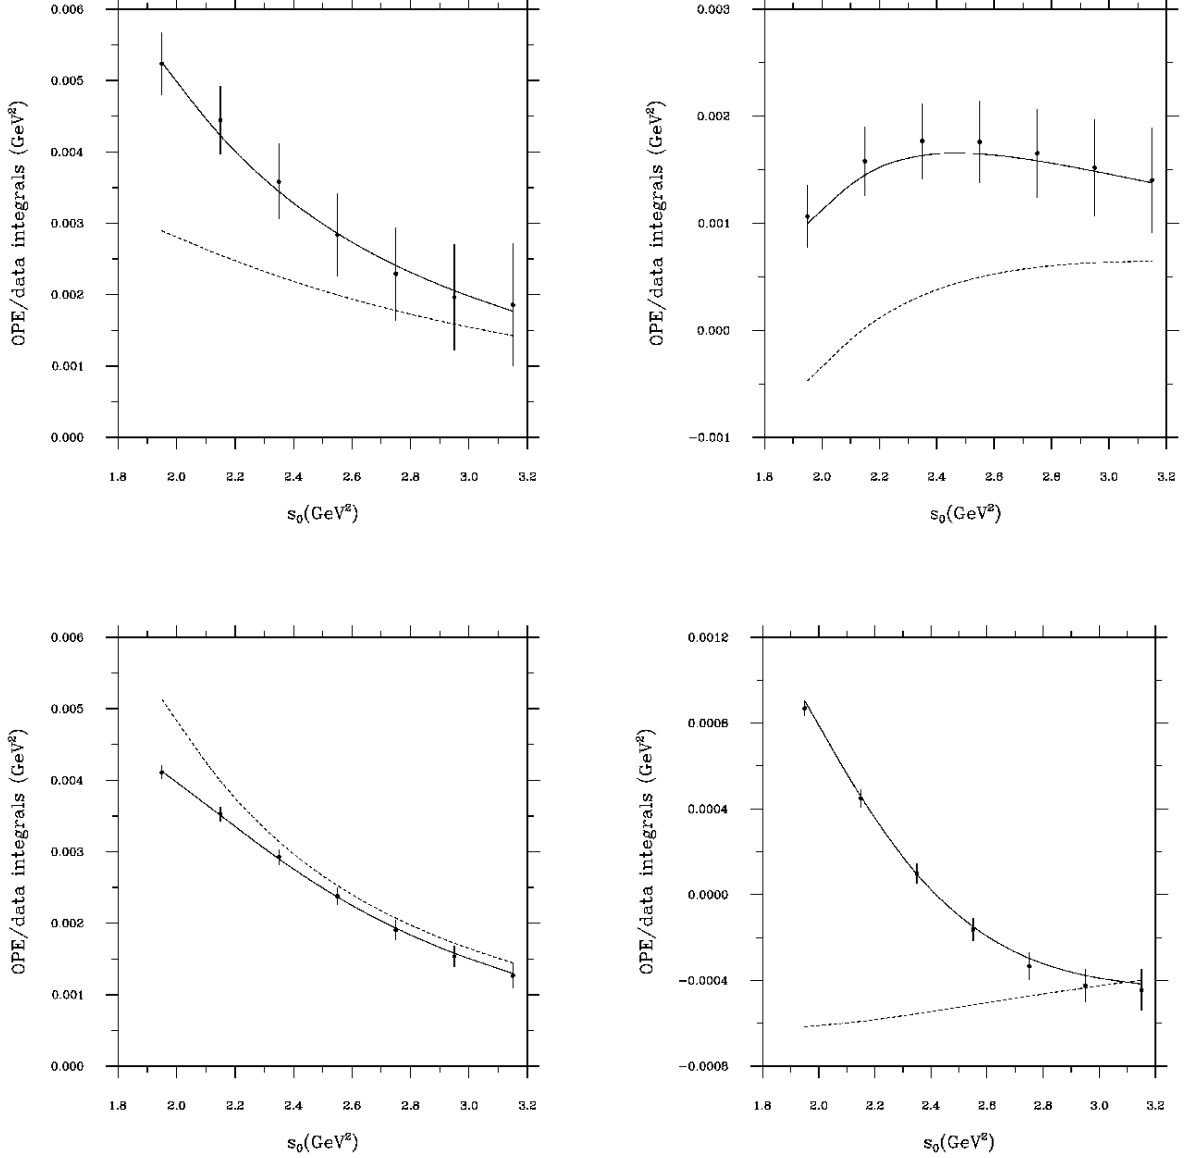 0.006
0.005
0.004
0.003
0.002
0.001
0.000
OPE/data integrals (GeV²)
1.8 2.0 2.2 2.4 2.6 2.8 3.0 3.2
s₀(GeV²)
0.003
0.002
0.001
0.000
−0.001
OPE/data integrals (GeV²)
1.8 2.0 2.2 2.4 2.6 2.8 3.0 3.2
s₀(GeV²)
0.006
0.005
0.004
0.003
0.002
0.001
0.000
OPE/data integrals (GeV²)
1.8 2.0 2.2 2.4 2.6 2.8 3.0 3.2
s₀(GeV²)
0.0012
0.0008
0.0004
0.0000
−0.0004
−0.0008
OPE/data integrals (GeV²)
1.8 2.0 2.2 2.4 2.6 2.8 3.0 3.2
s₀(GeV²)